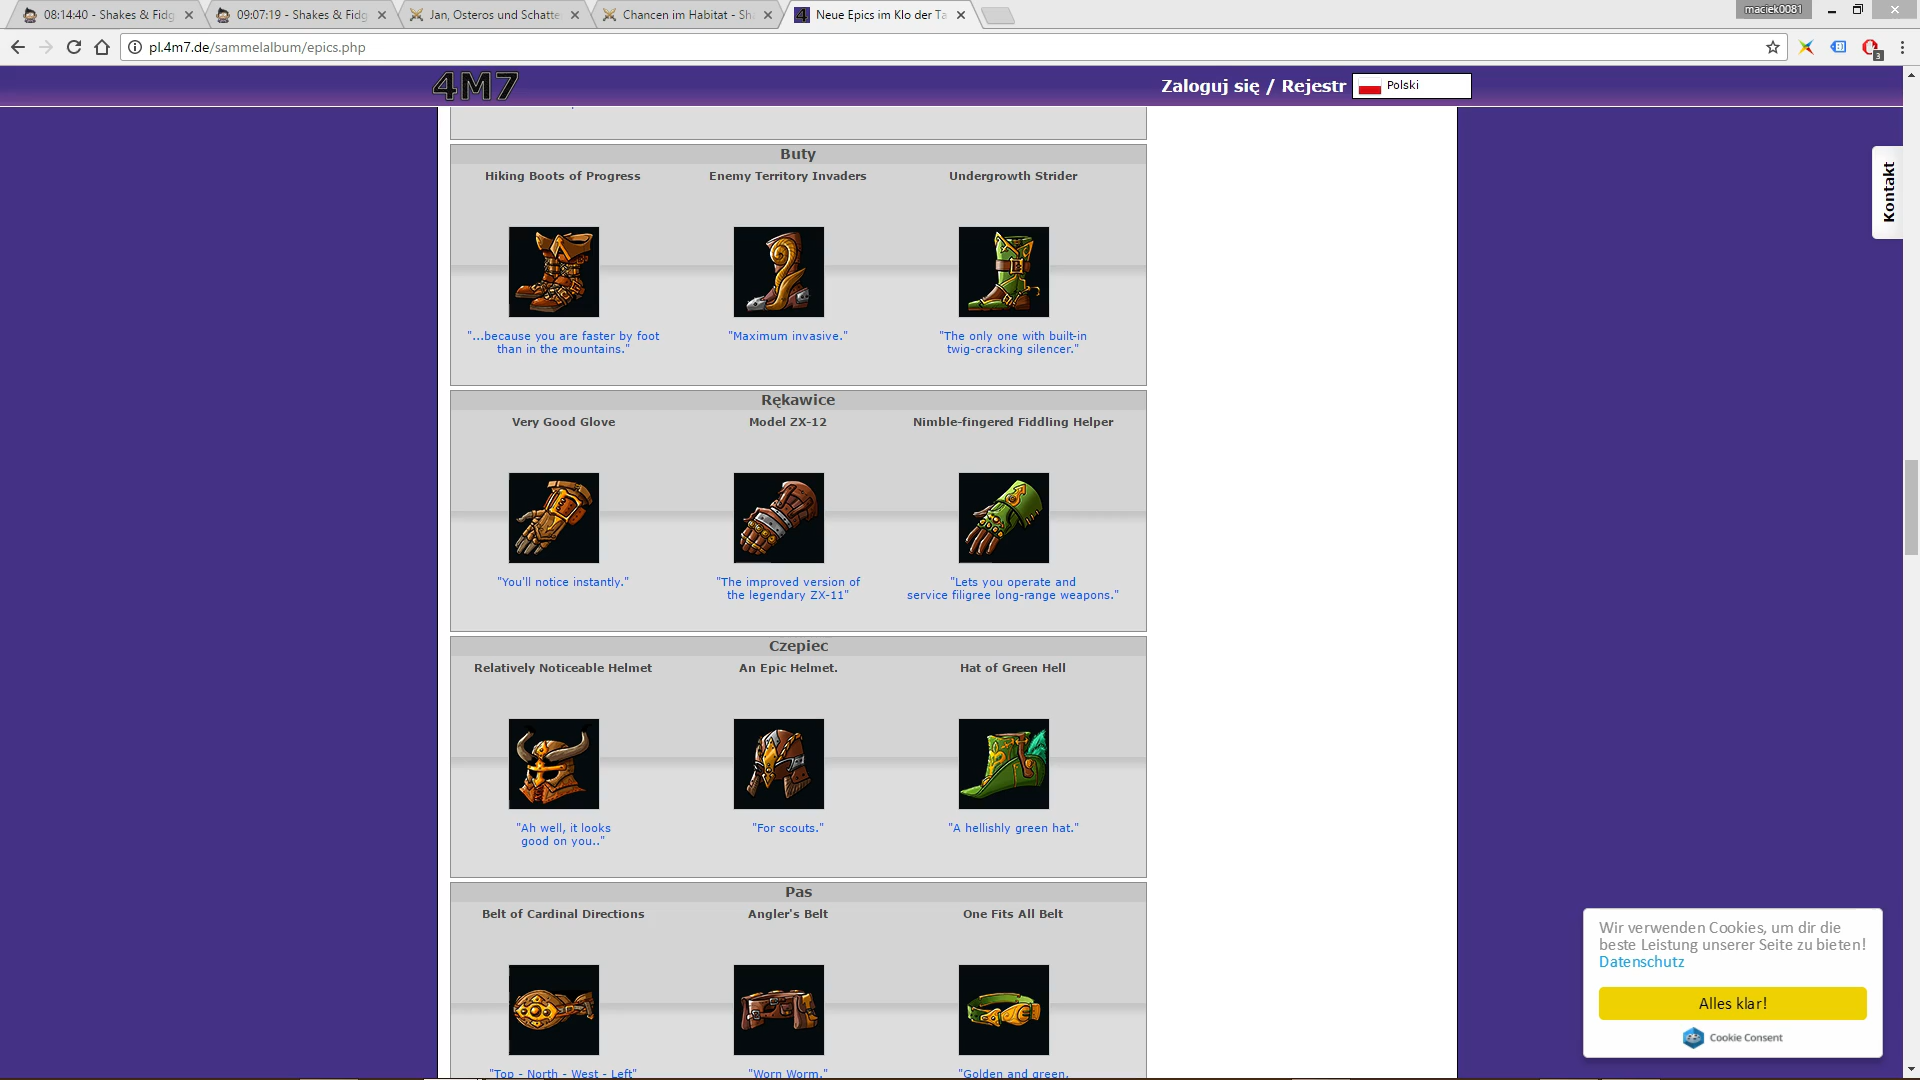 08:14:40 - Shakes & Fidg
09:07:19 - Shakes & Fidg
Jan, Osteros und Schatte
Chancen im Habitat - Sh
Neue Epics im Klo der Ta
maciek0081
pl.4m7.de/sammelalbum/epics.php
3
4M7
Zaloguj się / Rejestr
Polski
Kontakt
Buty
Hiking Boots of Progress
Enemy Territory Invaders
Undergrowth Strider
"...because you are faster by foot
than in the mountains."
"Maximum invasive."
"The only one with built-in
twig-cracking silencer."
Rękawice
Very Good Glove
Model ZX-12
Nimble-fingered Fiddling Helper
"You'll notice instantly."
"The improved version of
the legendary ZX-11"
"Lets you operate and
service filigree long-range weapons."
Czepiec
Relatively Noticeable Helmet
An Epic Helmet.
Hat of Green Hell
"Ah well, it looks
good on you.."
"For scouts."
"A hellishly green hat."
Pas
Belt of Cardinal Directions
Angler's Belt
One Fits All Belt
"Top - North - West - Left"
"Worn Worm."
"Golden and green,
Wir verwenden Cookies, um dir die
beste Leistung unserer Seite zu bieten!
Datenschutz
Alles klar!
Cookie Consent